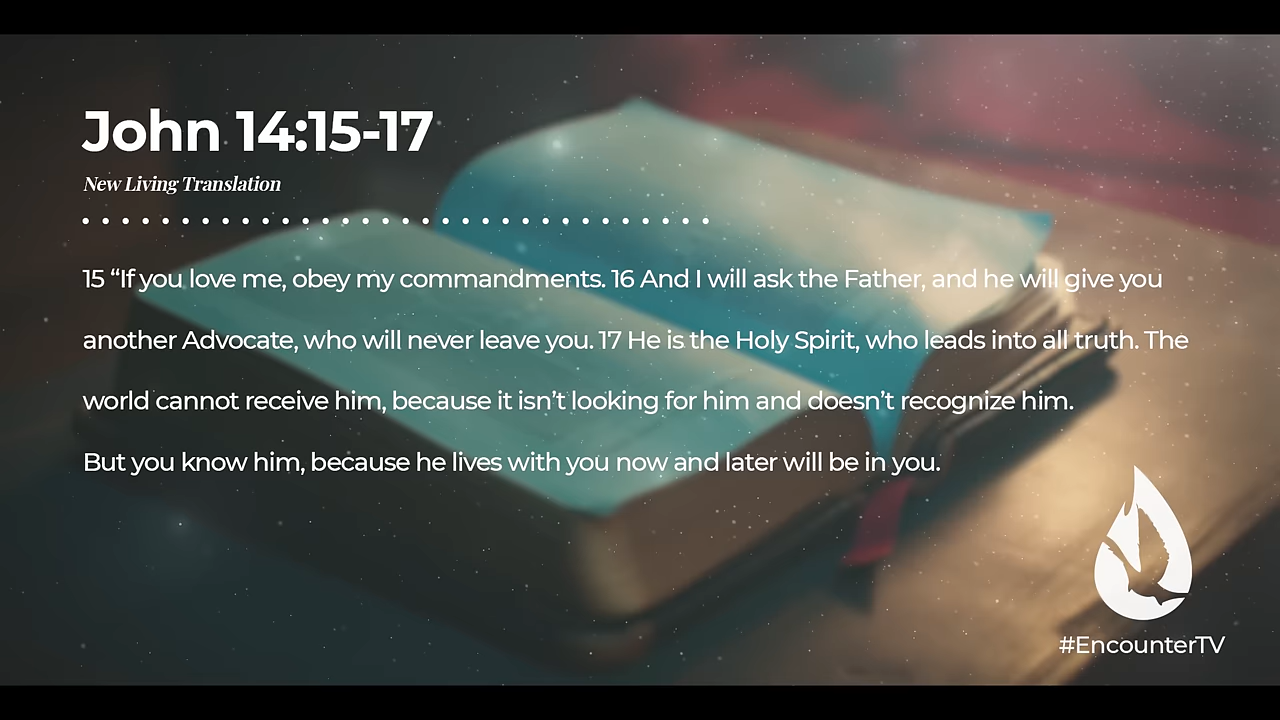 John 14:15-17
New Living Translation
15 “If you love me, obey my commandments. 16 And I will ask the Father, and he will give you
another Advocate, who will never leave you. 17 He is the Holy Spirit, who leads into all truth. The
world cannot receive him, because it isn’t looking for him and doesn’t recognize him.
But you know him, because he lives with you now and later will be in you.
#EncounterTV